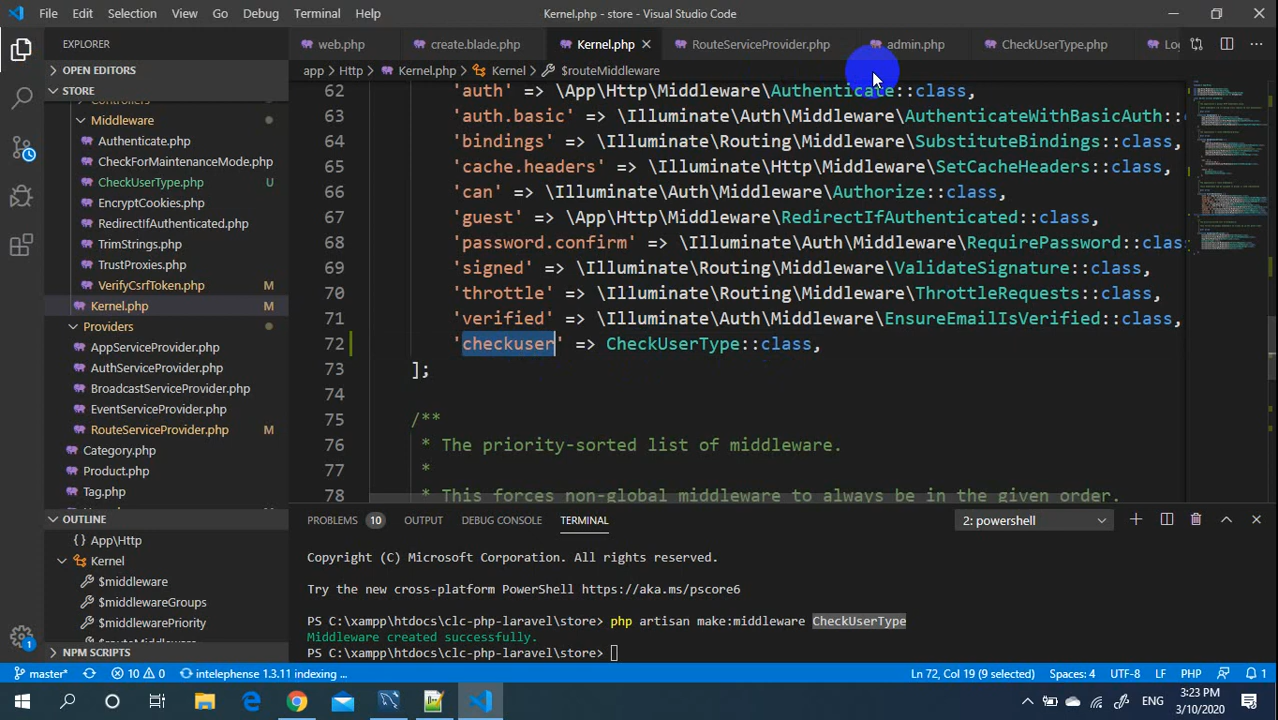 File Edit Selection View Go Debug Terminal Help Kernel.php - store - Visual Studio Code
EXPLORER
web.php create.blade.php Kernel.php RouteServiceProvider.php admin.php CheckUserType.php
OPEN EDITORS
app > Http > Kernel.php > Kernel > $routeMiddleware
STORE
Controllers
Middleware
Authenticate.php
CheckForMaintenanceMode.php
CheckUserType.php U
EncryptCookies.php
RedirectIfAuthenticated.php
TrimStrings.php
TrustProxies.php
VerifyCsrfToken.php M
Kernel.php M
Providers
AppServiceProvider.php
AuthServiceProvider.php
BroadcastServiceProvider.php
EventServiceProvider.php
RouteServiceProvider.php M
Category.php
Product.php
Tag.php
OUTLINE
App\Http
Kernel
$middleware
$middlewareGroups
$middlewarePriority
$routeMiddleware
NPM SCRIPTS
62 'auth' => \App\Http\Middleware\Authenticate::class,
63 'auth.basic' => \Illuminate\Auth\Middleware\AuthenticateWithBasicAuth::
64 'bindings' => \Illuminate\Routing\Middleware\SubstituteBindings::class,
65 'cache.headers' => \Illuminate\Http\Middleware\SetCacheHeaders::class,
66 'can' => \Illuminate\Auth\Middleware\Authorize::class,
67 'guest' => \App\Http\Middleware\RedirectIfAuthenticated::class,
68 'password.confirm' => \Illuminate\Auth\Middleware\RequirePassword::clas
69 'signed' => \Illuminate\Routing\Middleware\ValidateSignature::class,
70 'throttle' => \Illuminate\Routing\Middleware\ThrottleRequests::class,
71 'verified' => \Illuminate\Auth\Middleware\EnsureEmailIsVerified::class,
72 'checkuser' => CheckUserType::class,
73 ];
74
75 /**
76 * The priority-sorted list of middleware.
77 *
78 * This forces non-global middleware to always be in the given order.
PROBLEMS 10 OUTPUT DEBUG CONSOLE TERMINAL 2: powershell
Copyright (C) Microsoft Corporation. All rights reserved.
Try the new cross-platform PowerShell https://aka.ms/pscore6
PS C:\xampp\htdocs\clc-php-laravel\store> php artisan make:middleware CheckUserType
Middleware created successfully.
PS C:\xampp\htdocs\clc-php-laravel\store>
master* 10 0 intelephense 1.3.11 indexing... Ln 72, Col 19 (9 selected) Spaces: 4 UTF-8 LF PHP 1
ENG 3:23 PM
3/10/2020